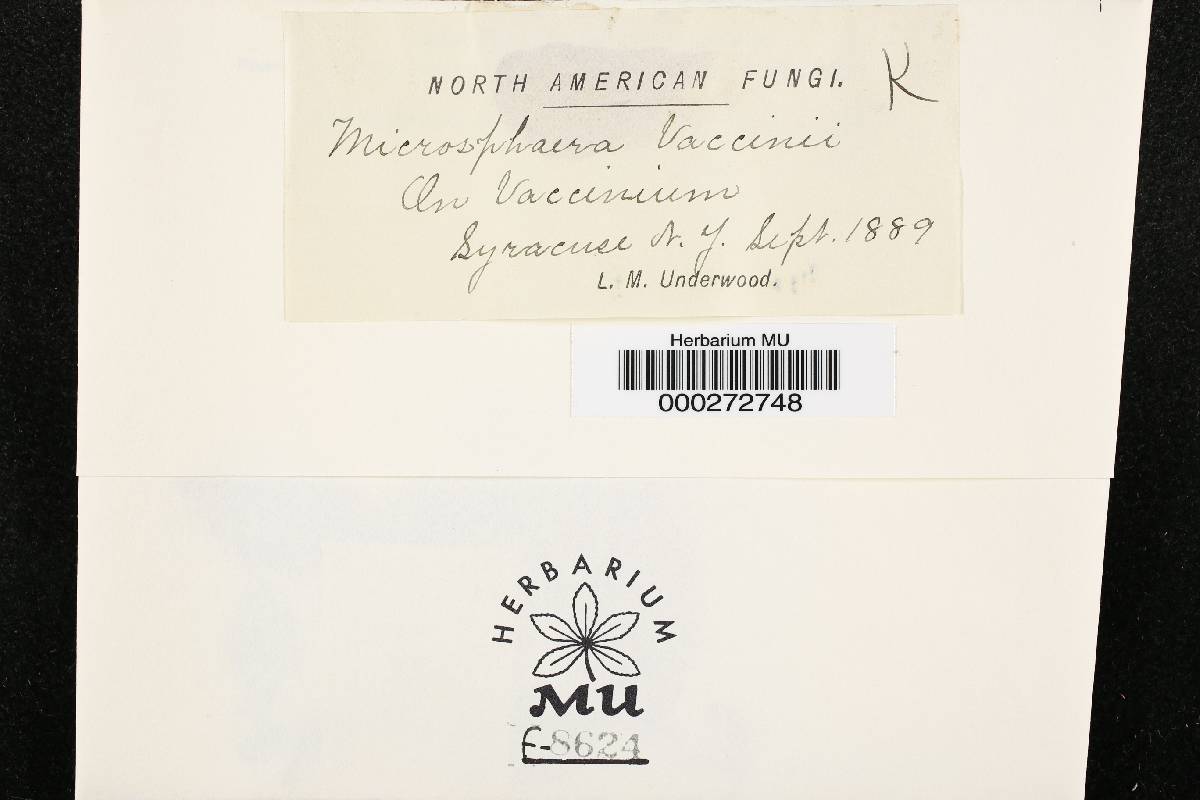 NORTH AMERICAN FUNGI. K
Microsphaera Vaccinii
On Vaccinium
Syracuse N. Y. Sept. 1889
L. M. Underwood.
Herbarium MU
000272748
HERBARIUM
MU
F-8624